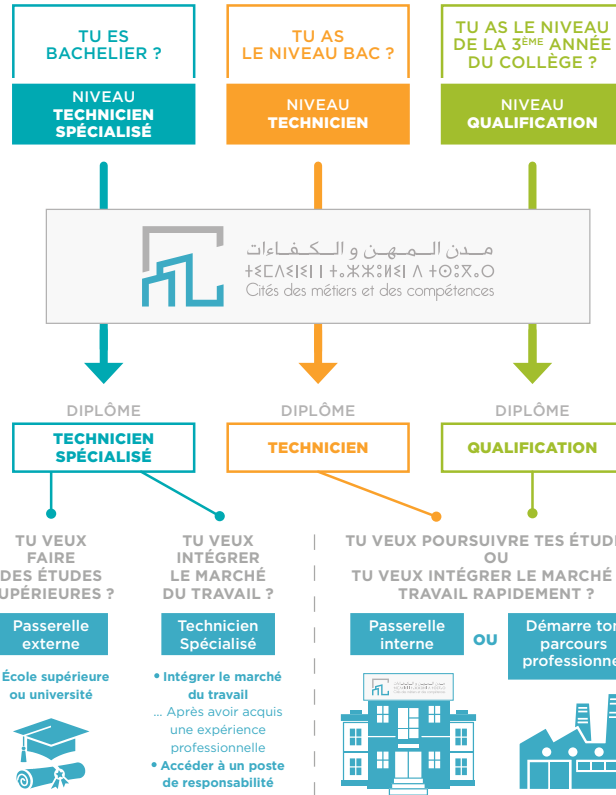 TU ES
BACHELIER ?
NIVEAU
TECHNICIEN
SPÉCIALISÉ
TU AS
LE NIVEAU BAC ?
NIVEAU
TECHNICIEN
TU AS LE NIVEAU
DE LA 3ÈME ANNÉE
DU COLLÈGE ?
NIVEAU
QUALIFICATION
مدن المهن و الكفاءات
Cités des métiers et des compétences
DIPLÔME
TECHNICIEN
SPÉCIALISÉ
DIPLÔME
TECHNICIEN
DIPLÔME
QUALIFICATION
TU VEUX
FAIRE
DES ÉTUDES
UPÉRIEURES ?
Passerelle
externe
École supérieure
ou université
TU VEUX
INTÉGRER
LE MARCHÉ
DU TRAVAIL ?
Technicien
Spécialisé
• Intégrer le marché
du travail
... Après avoir acquis
une expérience
professionnelle
• Accéder à un poste
de responsabilité
TU VEUX POURSUIVRE TES ÉTUD
OU
TU VEUX INTÉGRER LE MARCHÉ
TRAVAIL RAPIDEMENT ?
Passerelle
interne
OU
Démarre ton
parcours
professionne